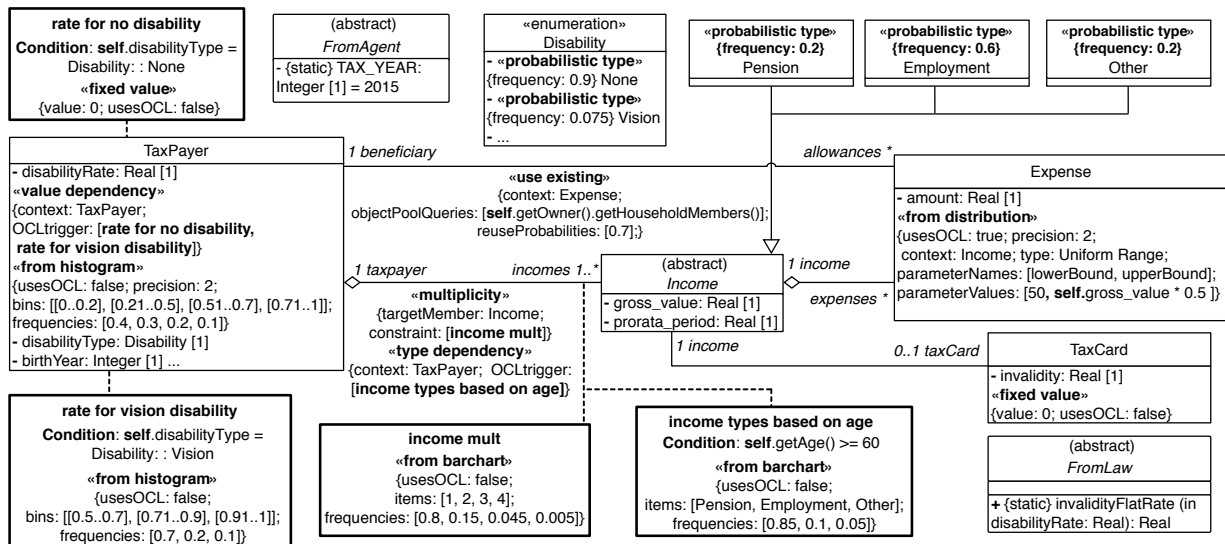 rate for no disability
Condition: self.disabilityType =
Disability: : None
«fixed value»
{value: 0; usesOCL: false}
(abstract)
FromAgent
- {static} TAX_YEAR:
Integer [1] = 2015
«enumeration»
Disability
- «probabilistic type»
{frequency: 0.9} None
- «probabilistic type»
{frequency: 0.075} Vision
- ...
«probabilistic type»
{frequency: 0.2}
Pension
«probabilistic type»
{frequency: 0.6}
Employment
«probabilistic type»
{frequency: 0.2}
Other
TaxPayer
- disabilityRate: Real [1]
«value dependency»
{context: TaxPayer;
OCLtrigger: [rate for no disability,
rate for vision disability]}
«from histogram»
{usesOCL: false; precision: 2;
bins: [[0..0.2], [0.21..0.5], [0.51..0.7], [0.71..1]];
frequencies: [0.4, 0.3, 0.2, 0.1]}
- disabilityType: Disability [1]
- birthYear: Integer [1] ...
1 beneficiary
allowances *
«use existing»
{context: Expense;
objectPoolQueries: [self.getOwner().getHouseholdMembers()];
reuseProbabilities: [0.7];}
Expense
- amount: Real [1]
«from distribution»
{usesOCL: true; precision: 2;
context: Income; type: Uniform Range;
parameterNames: [lowerBound, upperBound];
parameterValues: [50, self.gross_value * 0.5 ]}
1 taxpayer
incomes 1..*
«multiplicity»
{targetMember: Income;
constraint: [income mult]}
«type dependency»
{context: TaxPayer; OCLtrigger:
[income types based on age]}
(abstract)
Income
- gross_value: Real [1]
- prorata_period: Real [1]
1 income
expenses *
1 income
0..1 taxCard
TaxCard
- invalidity: Real [1]
«fixed value»
{value: 0; usesOCL: false}
rate for vision disability
Condition: self.disabilityType =
Disability: : Vision
«from histogram»
{usesOCL: false;
bins: [[0.5..0.7], [0.71..0.9], [0.91..1]];
frequencies: [0.7, 0.2, 0.1]}
income mult
«from barchart»
{usesOCL: false;
items: [1, 2, 3, 4];
frequencies: [0.8, 0.15, 0.045, 0.005]}
income types based on age
Condition: self.getAge() >= 60
«from barchart»
{usesOCL: false;
items: [Pension, Employment, Other];
frequencies: [0.85, 0.1, 0.05]}
(abstract)
FromLaw
+ {static} invalidityFlatRate (in
disabilityRate: Real): Real